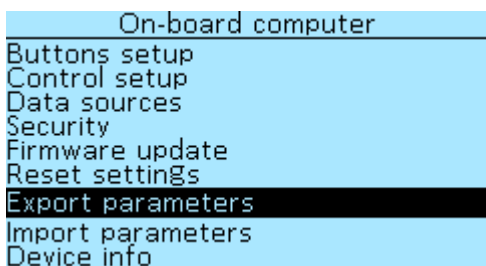 On-board computer
Buttons setup
Control setup
Data sources
Security
Firmware update
Reset settings
Export parameters
Import parameters
Device info